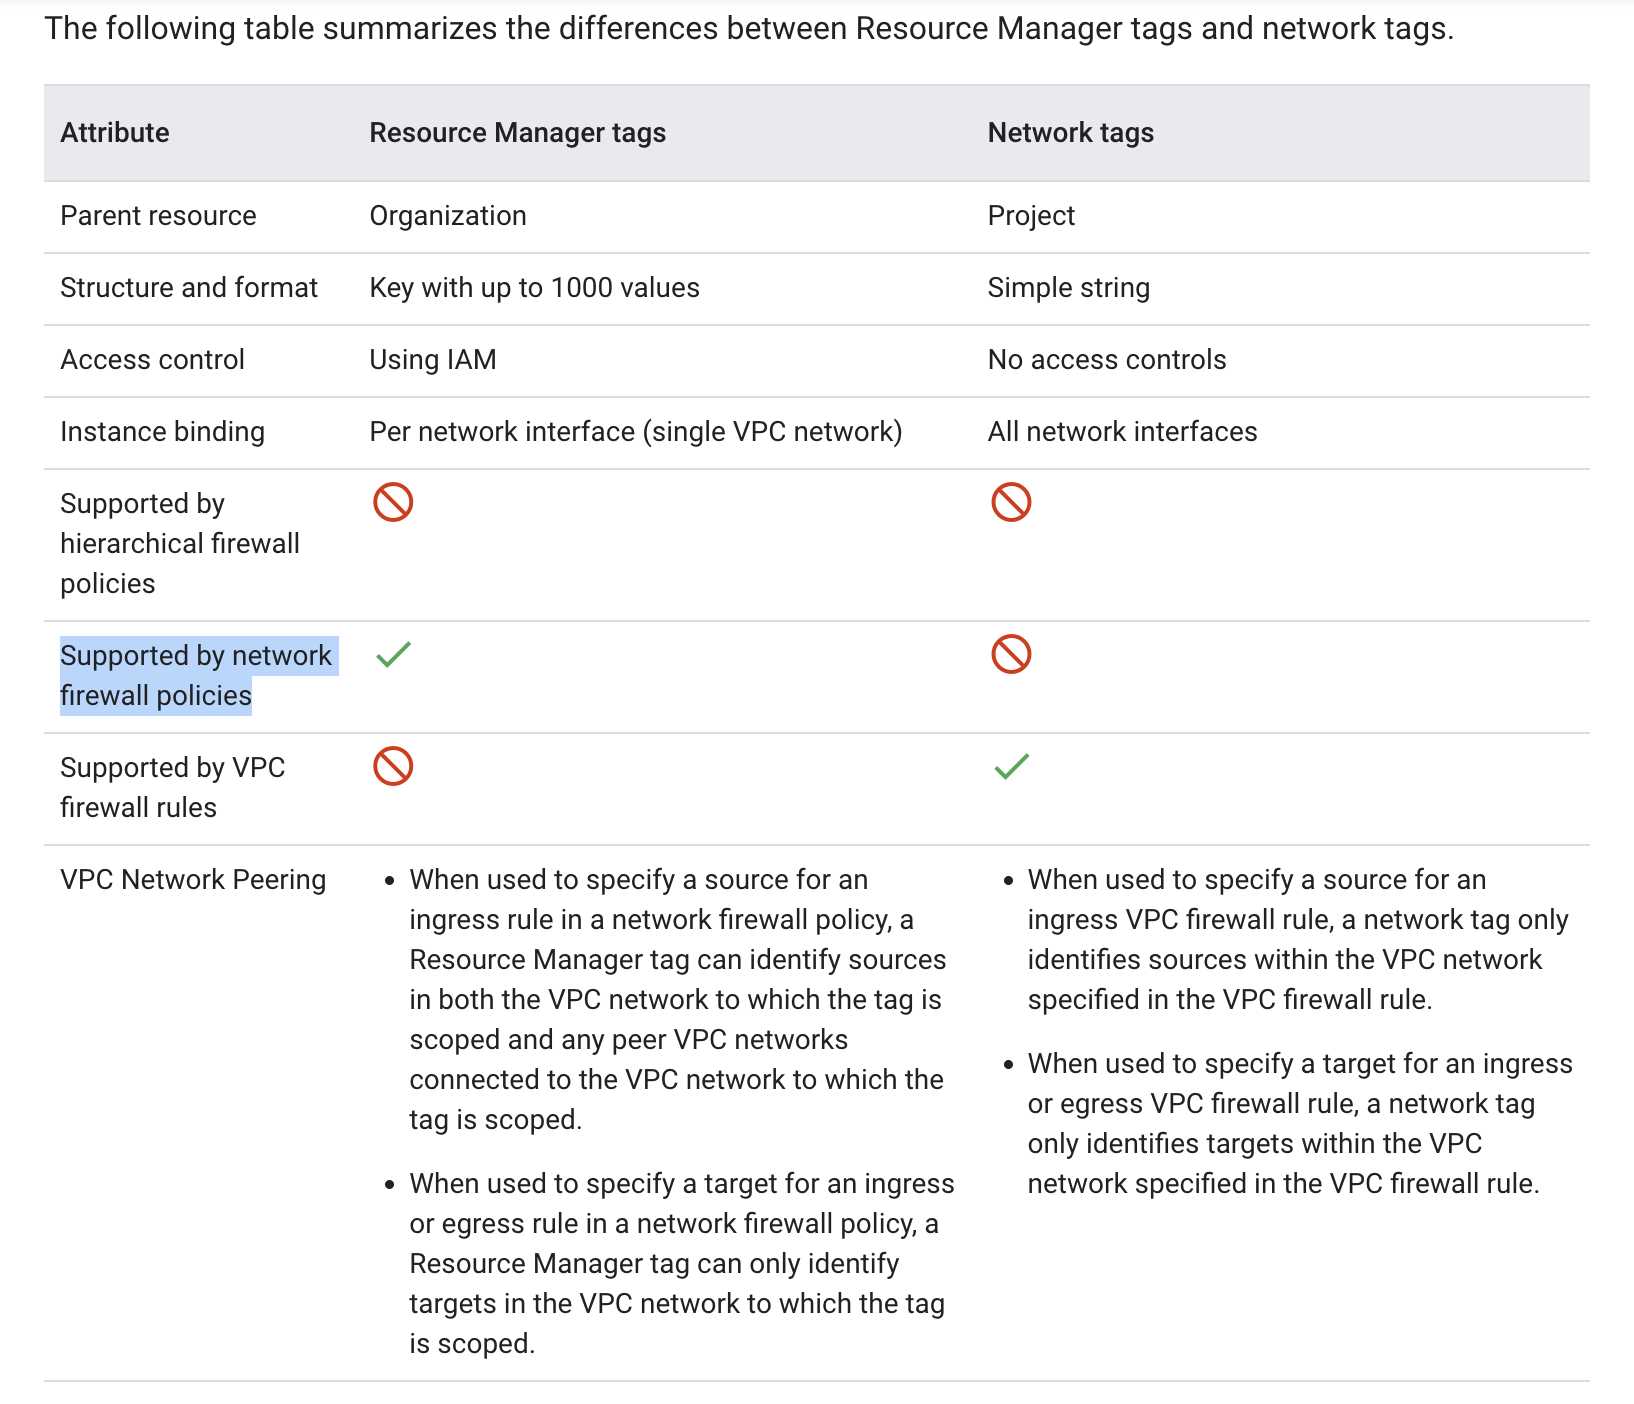 The following table summarizes the differences between Resource Manager tags and network tags.
Attribute
Resource Manager tags
Network tags
Parent resource
Organization
Project
Structure and format
Key with up to 1000 values
Simple string
Access control
Using IAM
No access controls
Instance binding
Per network interface (single VPC network)
All network interfaces
Supported by
hierarchical firewall
policies
Supported by network
firewall policies
Supported by VPC
firewall rules
VPC Network Peering
• When used to specify a source for an
ingress rule in a network firewall policy, a
Resource Manager tag can identify sources
in both the VPC network to which the tag is
scoped and any peer VPC networks
connected to the VPC network to which the
tag is scoped.
• When used to specify a target for an ingress
or egress rule in a network firewall policy, a
Resource Manager tag can only identify
targets in the VPC network to which the tag
is scoped.
• When used to specify a source for an
ingress VPC firewall rule, a network tag only
identifies sources within the VPC network
specified in the VPC firewall rule.
• When used to specify a target for an ingress
or egress VPC firewall rule, a network tag
only identifies targets within the VPC
network specified in the VPC firewall rule.